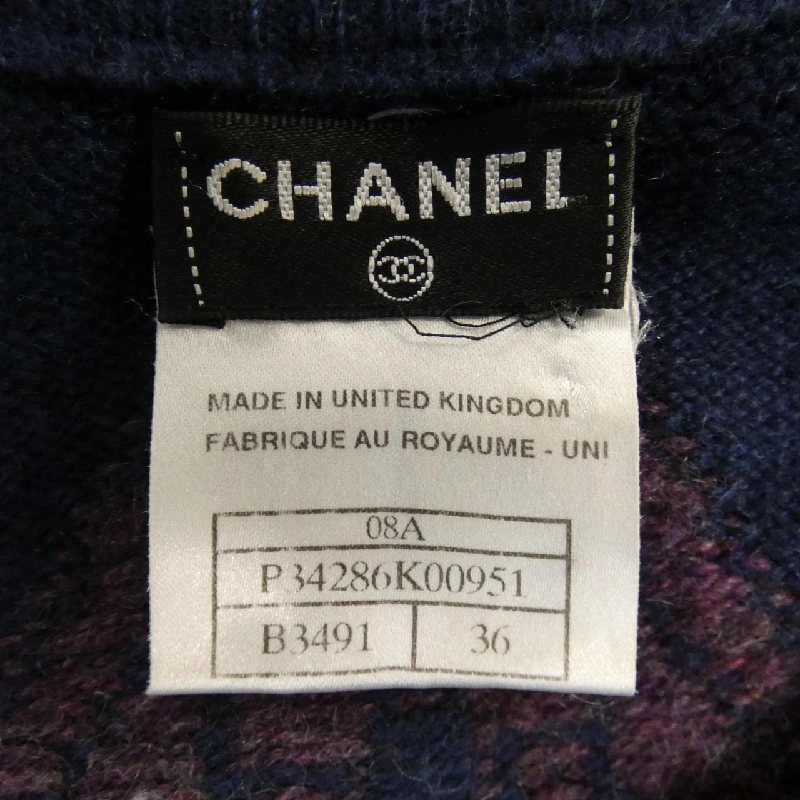 CHANEL
MADE IN UNITED KINGDOM
FABRIQUE AU ROYAUME - UNI
08A
P34286K00951
B3491 36